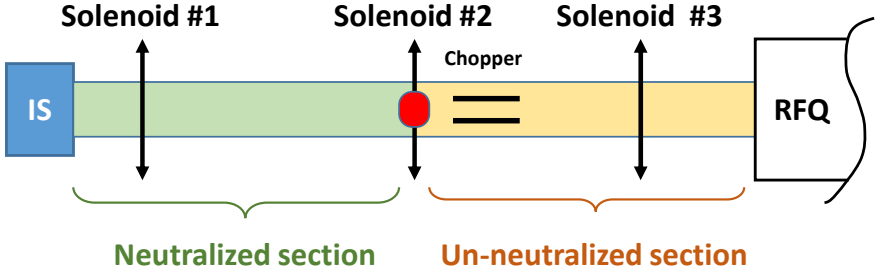 Solenoid #1
Solenoid #2
Solenoid #3
Chopper
IS
RFQ
Neutralized section
Un-neutralized section